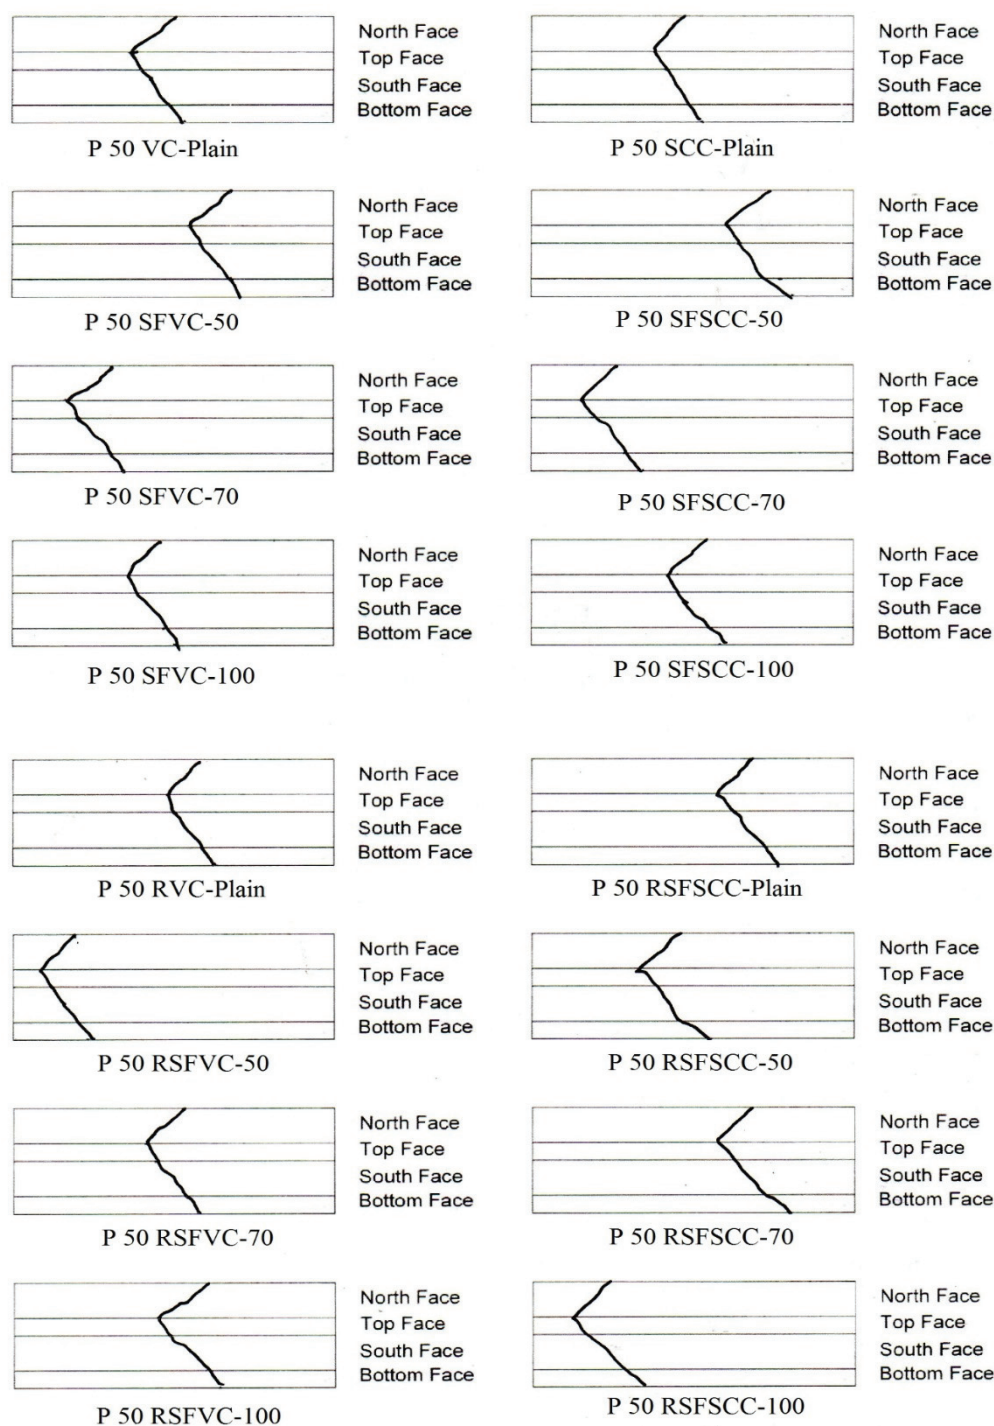 North Face
Top Face
South Face
Bottom Face
P 50 VC-Plain
North Face
Top Face
South Face
Bottom Face
P 50 SCC-Plain
North Face
Top Face
South Face
Bottom Face
P 50 SFVC-50
North Face
Top Face
South Face
Bottom Face
P 50 SFSCC-50
North Face
Top Face
South Face
Bottom Face
P 50 SFVC-70
North Face
Top Face
South Face
Bottom Face
P 50 SFSCC-70
North Face
Top Face
South Face
Bottom Face
P 50 SFVC-100
North Face
Top Face
South Face
Bottom Face
P 50 SFSCC-100
North Face
Top Face
South Face
Bottom Face
P 50 RVC-Plain
North Face
Top Face
South Face
Bottom Face
P 50 RSFSCC-Plain
North Face
Top Face
South Face
Bottom Face
P 50 RSFVC-50
North Face
Top Face
South Face
Bottom Face
P 50 RSFSCC-50
North Face
Top Face
South Face
Bottom Face
P 50 RSFVC-70
North Face
Top Face
South Face
Bottom Face
P 50 RSFSCC-70
North Face
Top Face
South Face
Bottom Face
P 50 RSFVC-100
North Face
Top Face
South Face
Bottom Face
P 50 RSFSCC-100